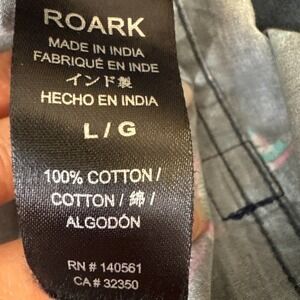 ROARK
MADE IN INDIA
FABRIQUÉ EN INDE
インド製
HECHO EN INDIA
L / G
100% COTTON /
COTTON / 綿 /
ALGODÓN
RN # 140561
CA # 32350